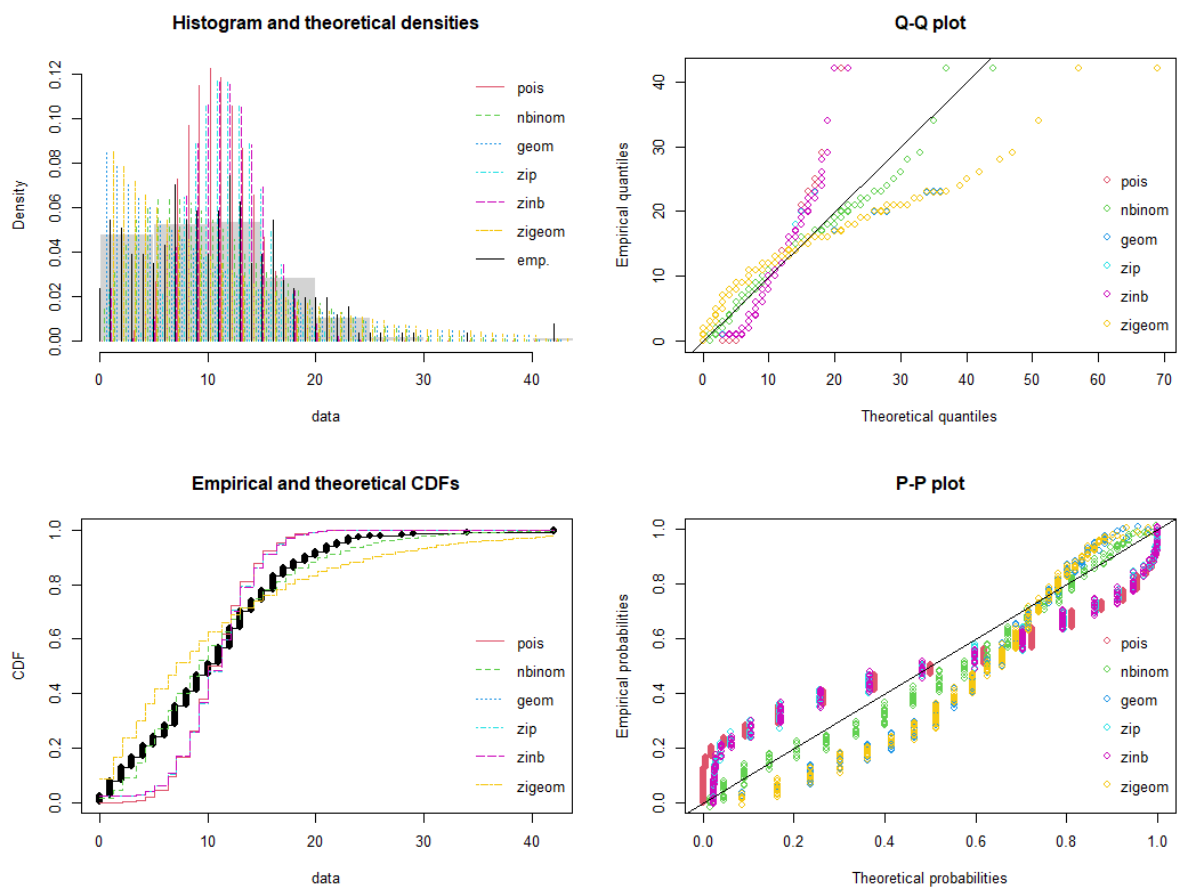 Histogram and theoretical densities
Density
0.12
0.10
0.08
0.06
0.04
0.02
0.00
pois
nbinom
geom
zip
zinb
zigeom
emp.
0 10 20 30 40
data
Q-Q plot
Empirical quantiles
40
30
20
10
0
pois
nbinom
geom
zip
zinb
zigeom
0 10 20 30 40 50 60 70
Theoretical quantiles
Empirical and theoretical CDFs
CDF
1.0
0.8
0.6
0.4
0.2
0.0
pois
nbinom
geom
zip
zinb
zigeom
0 10 20 30 40
data
P-P plot
Empirical probabilities
1.0
0.8
0.6
0.4
0.2
0.0
pois
nbinom
geom
zip
zinb
zigeom
0.0 0.2 0.4 0.6 0.8 1.0
Theoretical probabilities